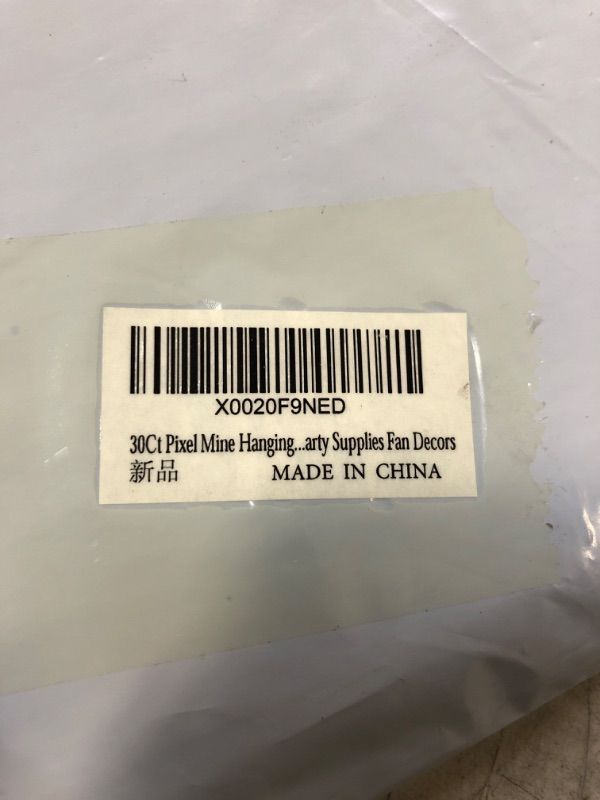 X0020F9NED
30Ct Pixel Mine Hanging...arty Supplies Fan Decors
新品 MADE IN CHINA